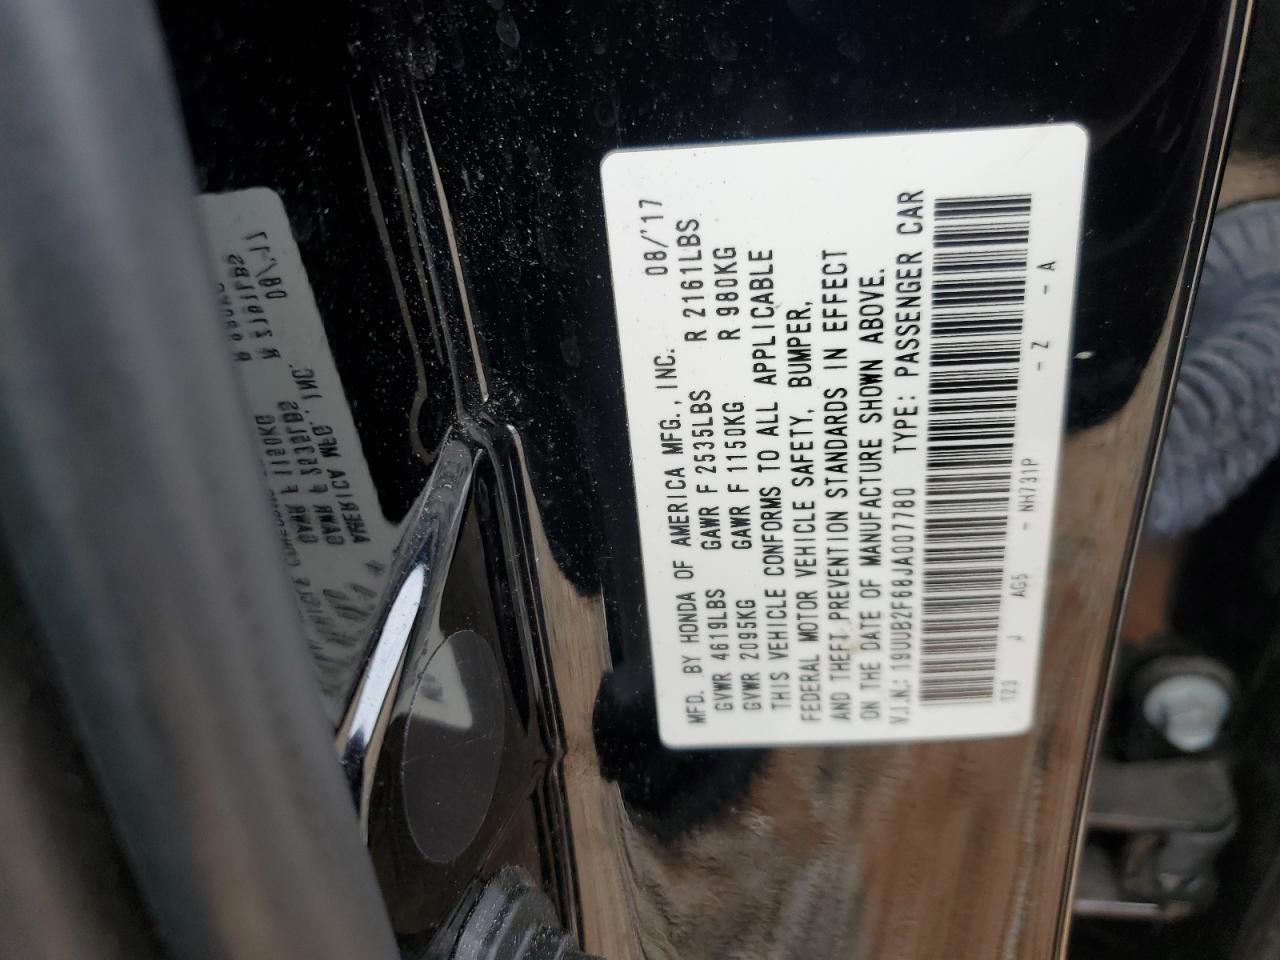 MFD. BY HONDA OF AMERICA MFG., INC. 08/'17
GVWR 4619LBS GAWR F 2535LBS R 2161LBS
GVWR 2095KG GAWR F 1150KG R 980KG
THIS VEHICLE CONFORMS TO ALL APPLICABLE
FEDERAL MOTOR VEHICLE SAFETY, BUMPER,
AND THEFT PREVENTION STANDARDS IN EFFECT
ON THE DATE OF MANUFACTURE SHOWN ABOVE.
V.I.N.: 19UUB2F68JA007780 TYPE: PASSENGER CAR
TZ3 J AG5 - NH731P - Z - A